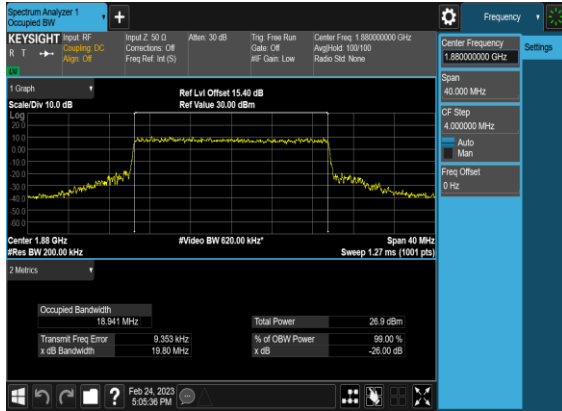 Spectrum Analyzer 1
Occupied BW
+
Frequency
KEYSIGHT Input: RF Input Z: 50 Ω Atten: 30 dB Trig: Free Run Center Freq: 1.880000000 GHz
R T Coupling: DC Corrections: Off Gate: Off Avg|Hold: 100/100
Align: Off Freq Ref: Int (S) #IF Gain: Low Radio Std: None
LU
Center Frequency
1.880000000 GHz
Settings
Span
40.000 MHz
CF Step
4.000000 MHz
Auto
Man
Freq Offset
0 Hz
1 Graph
Ref Lvl Offset 15.40 dB
Scale/Div 10.0 dB Ref Value 30.00 dBm
Log
20.0
10.0
0.00
-10.0
-20.0
-30.0
-40.0
-50.0
-60.0
Center 1.88 GHz #Video BW 620.00 kHz* Span 40 MHz
#Res BW 200.00 kHz Sweep 1.27 ms (1001 pts)
2 Metrics
Occupied Bandwidth
18.941 MHz
Total Power 26.9 dBm
Transmit Freq Error 9.353 kHz % of OBW Power 99.00 %
x dB Bandwidth 19.80 MHz x dB -26.00 dB
? Feb 24, 2023
5:05:36 PM